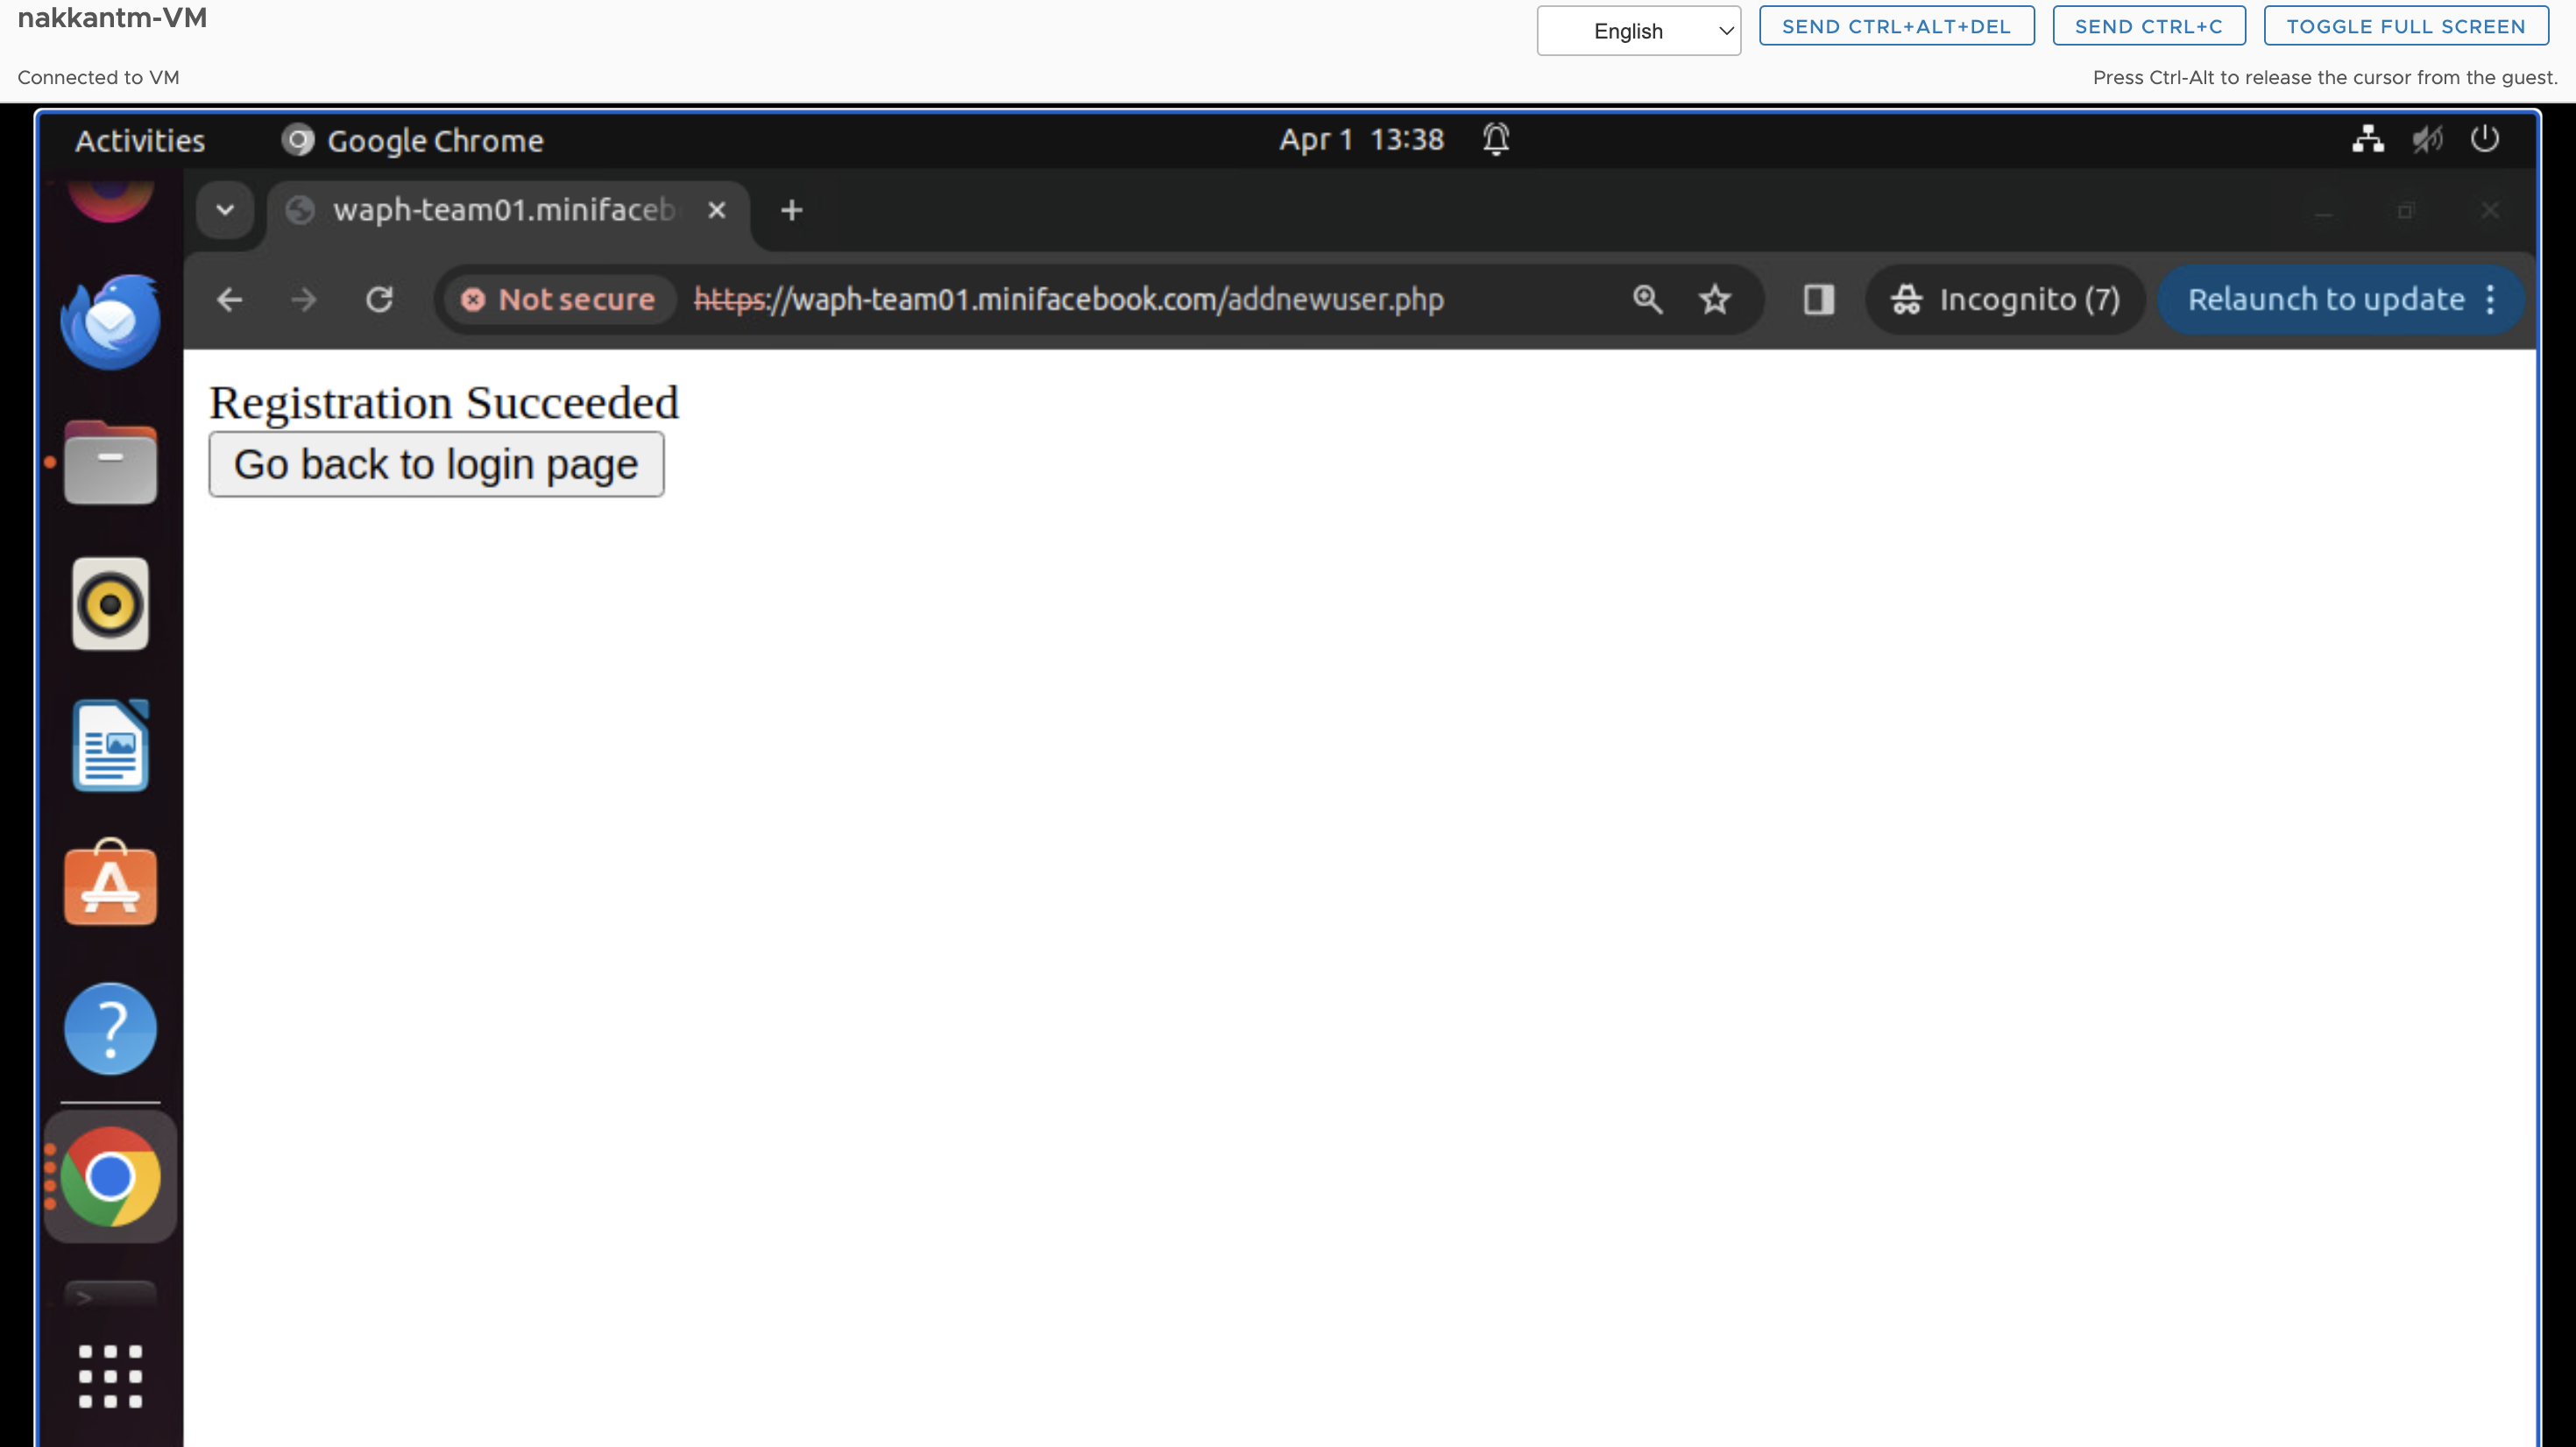 nakkantm-VM
English
SEND CTRL+ALT+DEL
SEND CTRL+C
TOGGLE FULL SCREEN
Connected to VM
Press Ctrl-Alt to release the cursor from the guest.
Activities
Google Chrome
Apr 1 13:38
waph-team01.minifaceb
Not secure
https://waph-team01.minifacebook.com/addnewuser.php
Incognito (7)
Relaunch to update
Registration Succeeded
Go back to login page